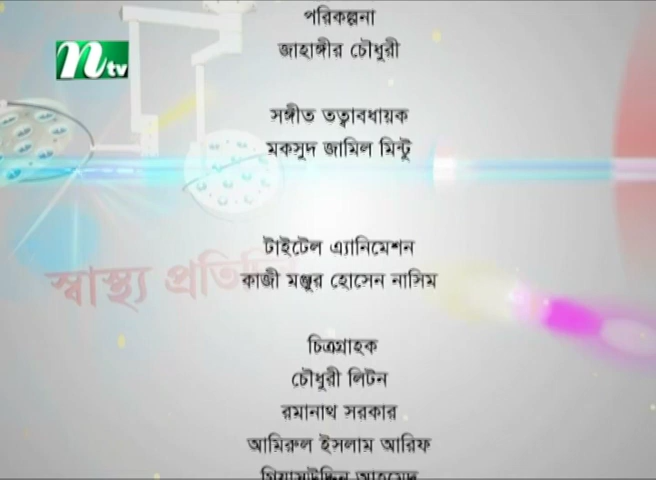 পরিকল্পনা
জাহাঙ্গীর চৌধুরী
ntv
সঙ্গীত তত্বাবধায়ক
মকসুদ জামিল মিন্টু
টাইটেল এ্যানিমেশন
স্বাস্থ্য
কাজী মঞ্জুর হোসেন নাসিম
চিত্রগ্রাহক
চৌধুরী লিটন
রমানাথ সরকার
আমিরুল ইসলাম আরিফ